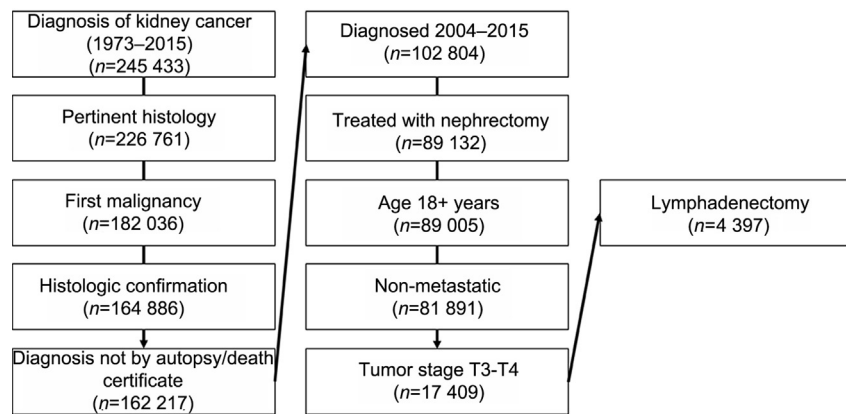 Diagnosis of kidney cancer
(1973–2015)
(n=245 433)
Pertinent histology
(n=226 761)
First malignancy
(n=182 036)
Histologic confirmation
(n=164 886)
Diagnosis not by autopsy/death
certificate
(n=162 217)
Diagnosed 2004–2015
(n=102 804)
Treated with nephrectomy
(n=89 132)
Age 18+ years
(n=89 005)
Non-metastatic
(n=81 891)
Tumor stage T3-T4
(n=17 409)
Lymphadenectomy
(n=4 397)